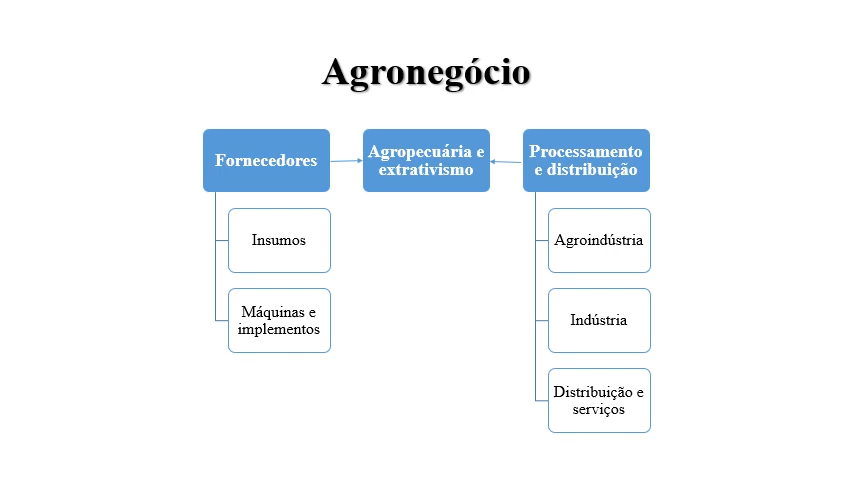 Agronegócio
Fornecedores
Agropecuária e
extrativismo
Processamento
e distribuição
Insumos
Máquinas e
implementos
Agroindústria
Indústria
Distribuição e
serviços